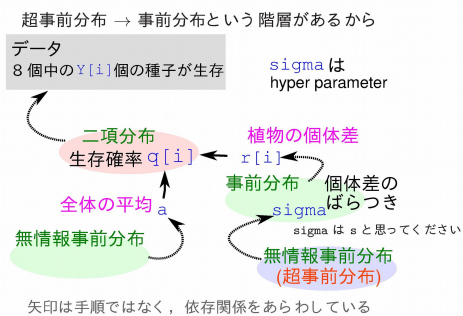 超事前分布 → 事前分布という 階層があるから
データ
8 個中の Y[i] 個の種子が生存
sigma は
hyper parameter
二項分布
生存確率 q[i]
植物の個体差
r[i]
事前分布
個体差の
ばらつき
全体の平均 a
sigma
sigma は s と思ってください
無情報事前分布
無情報事前分布
(超事前分布)
矢印は手順ではなく，依存関係をあらわしている